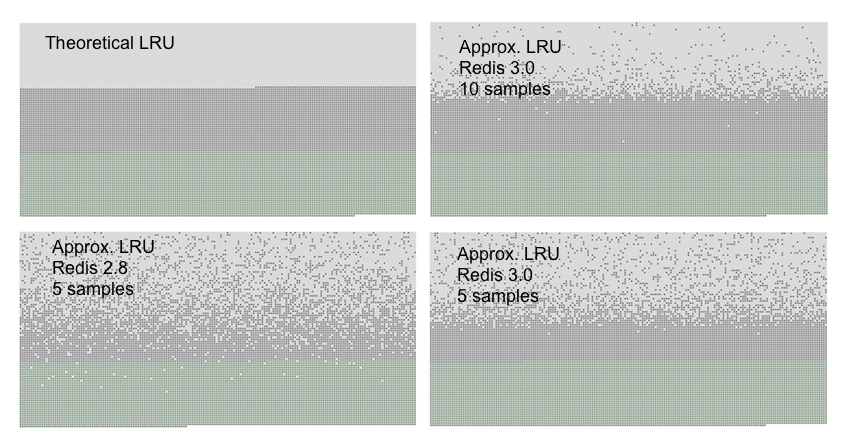 Theoretical LRU
Approx. LRU
Redis 3.0
10 samples
Approx. LRU
Redis 2.8
5 samples
Approx. LRU
Redis 3.0
5 samples